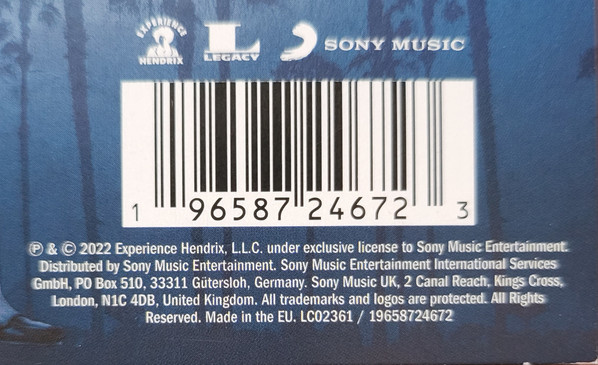 EXPERIENCE
HENDRIX
L
LEGACY
SONY MUSIC
1 96587 24672 3
℗ & © 2022 Experience Hendrix, L.L.C. under exclusive license to Sony Music Entertainment.
Distributed by Sony Music Entertainment. Sony Music Entertainment International Services
GmbH, PO Box 510, 33311 Gütersloh, Germany. Sony Music UK, 2 Canal Reach, Kings Cross,
London, N1C 4DB, United Kingdom. All trademarks and logos are protected. All Rights
Reserved. Made in the EU. LC02361 / 19658724672